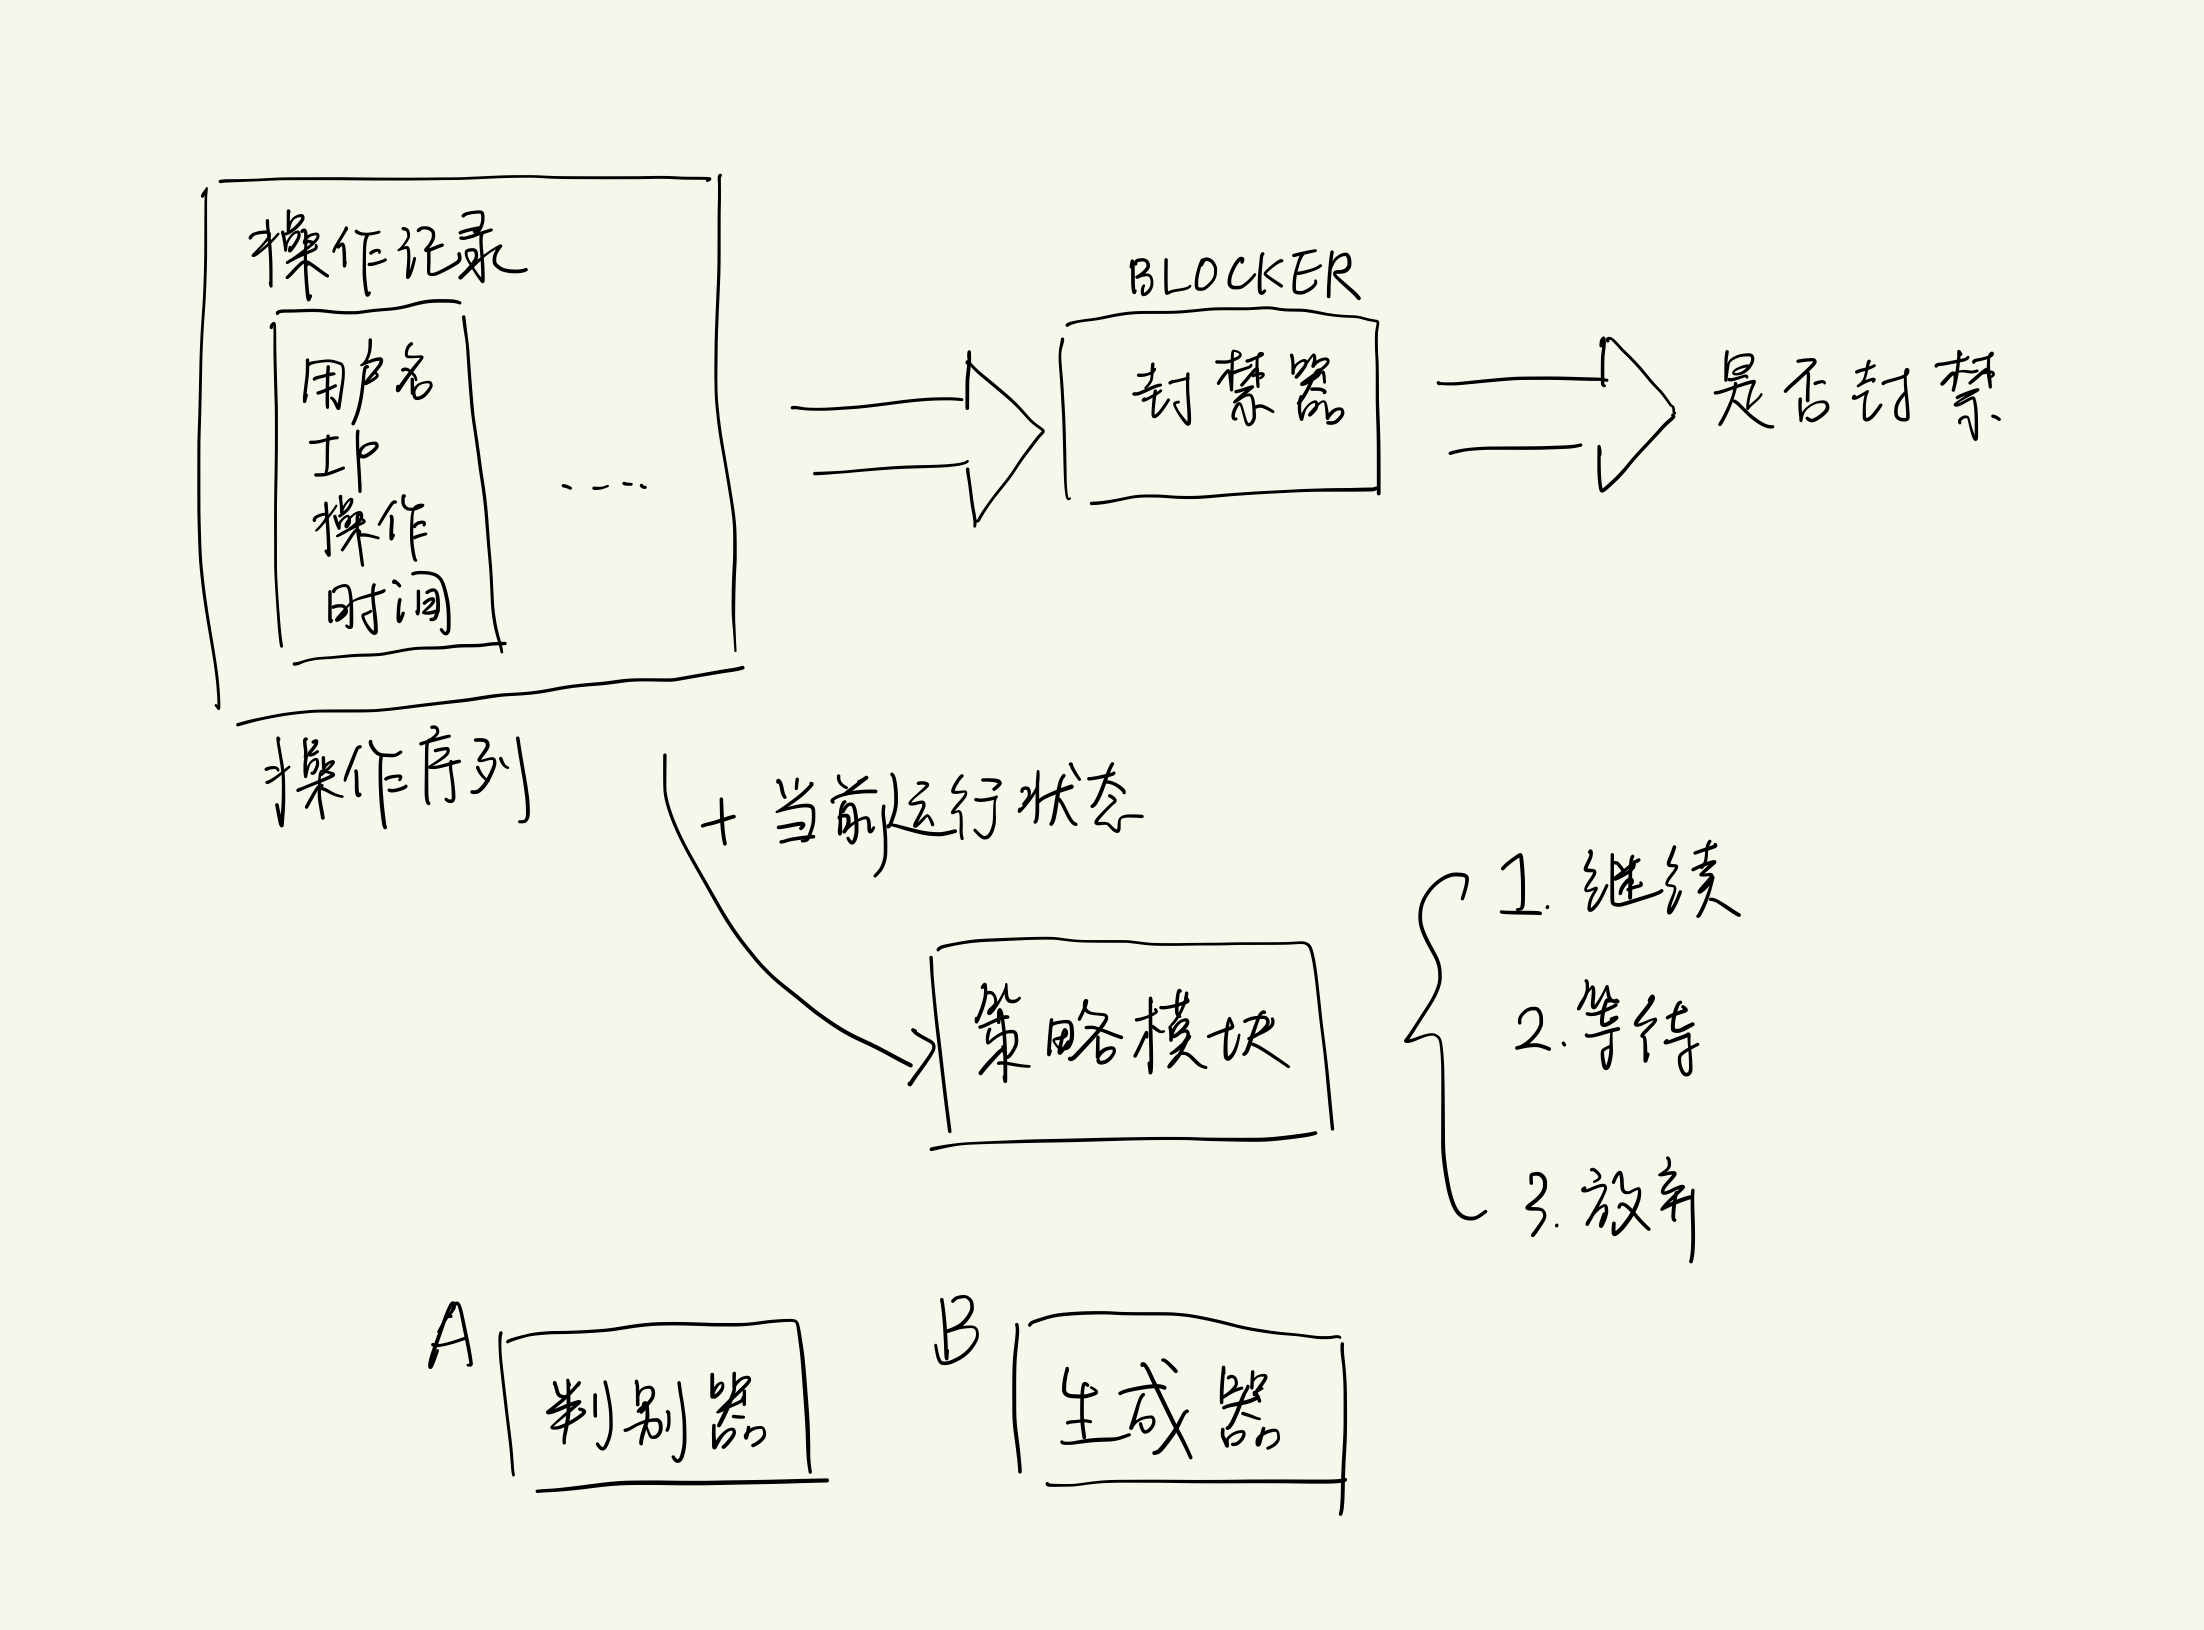 操作记录
用户名
IP
操作
时间
....
操作序列
BLOCKER
封禁器
是否封禁
+ 当前运行状态
策略模块
1. 继续
2. 等待
3. 放弃
A
判别器
B
生成器